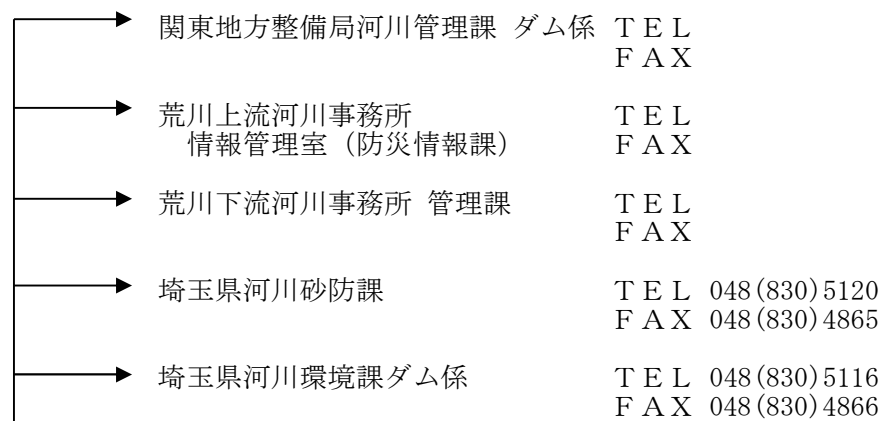 関東地方整備局河川管理課 ダム係 ＴＥＬ
ＦＡＸ
荒川上流河川事務所 ＴＥＬ
情報管理室（防災情報課） ＦＡＸ
荒川下流河川事務所 管理課 ＴＥＬ
ＦＡＸ
埼玉県河川砂防課 ＴＥＬ 048(830)5120
ＦＡＸ 048(830)4865
埼玉県河川環境課ダム係 ＴＥＬ 048(830)5116
ＦＡＸ 048(830)4866